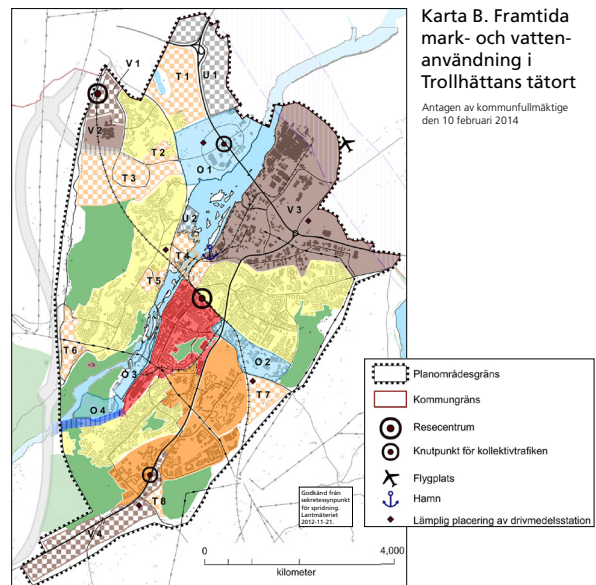 Karta B. Framtida
mark- och vatten-
användning i
Trollhättans tätort
Antagen av kommunfullmäktige
den 10 februari 2014
V 1
T 1
U 1
V 2
T 2
O 1
T 3
U 2
V 3
T 4
T 5
T 6
O 3
O 2
T 7
O 4
T 8
V 4
Planområdesgräns
Kommungräns
Resecentrum
Knutpunkt för kollektivtrafiken
Flygplats
Hamn
Lämplig placering av drivmedelsstation
Godkänd från
sekretessynpunkt
för spridning.
Lantmäteriet
2012-11-21.
0 4,000
kilometer